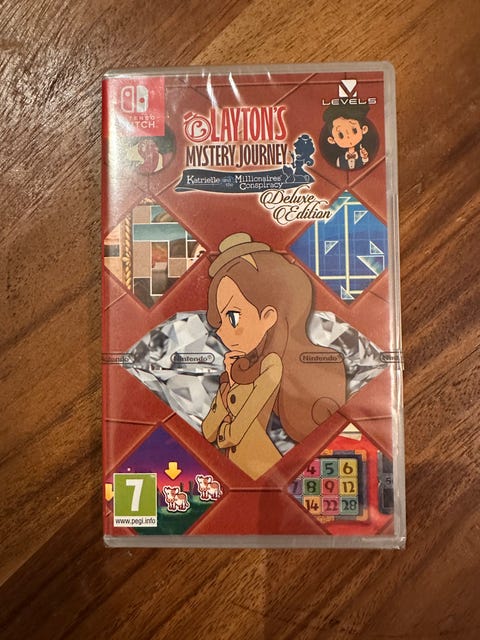 NINTENDO
SWITCH
LEVEL5
LAYTON'S
MYSTERY JOURNEY
Katrielle and the Millionaires'
Conspiracy
Deluxe
Edition
Nintendo® Nintendo®
7
www.pegi.info
4 5 6
8 9 12
14 22 28